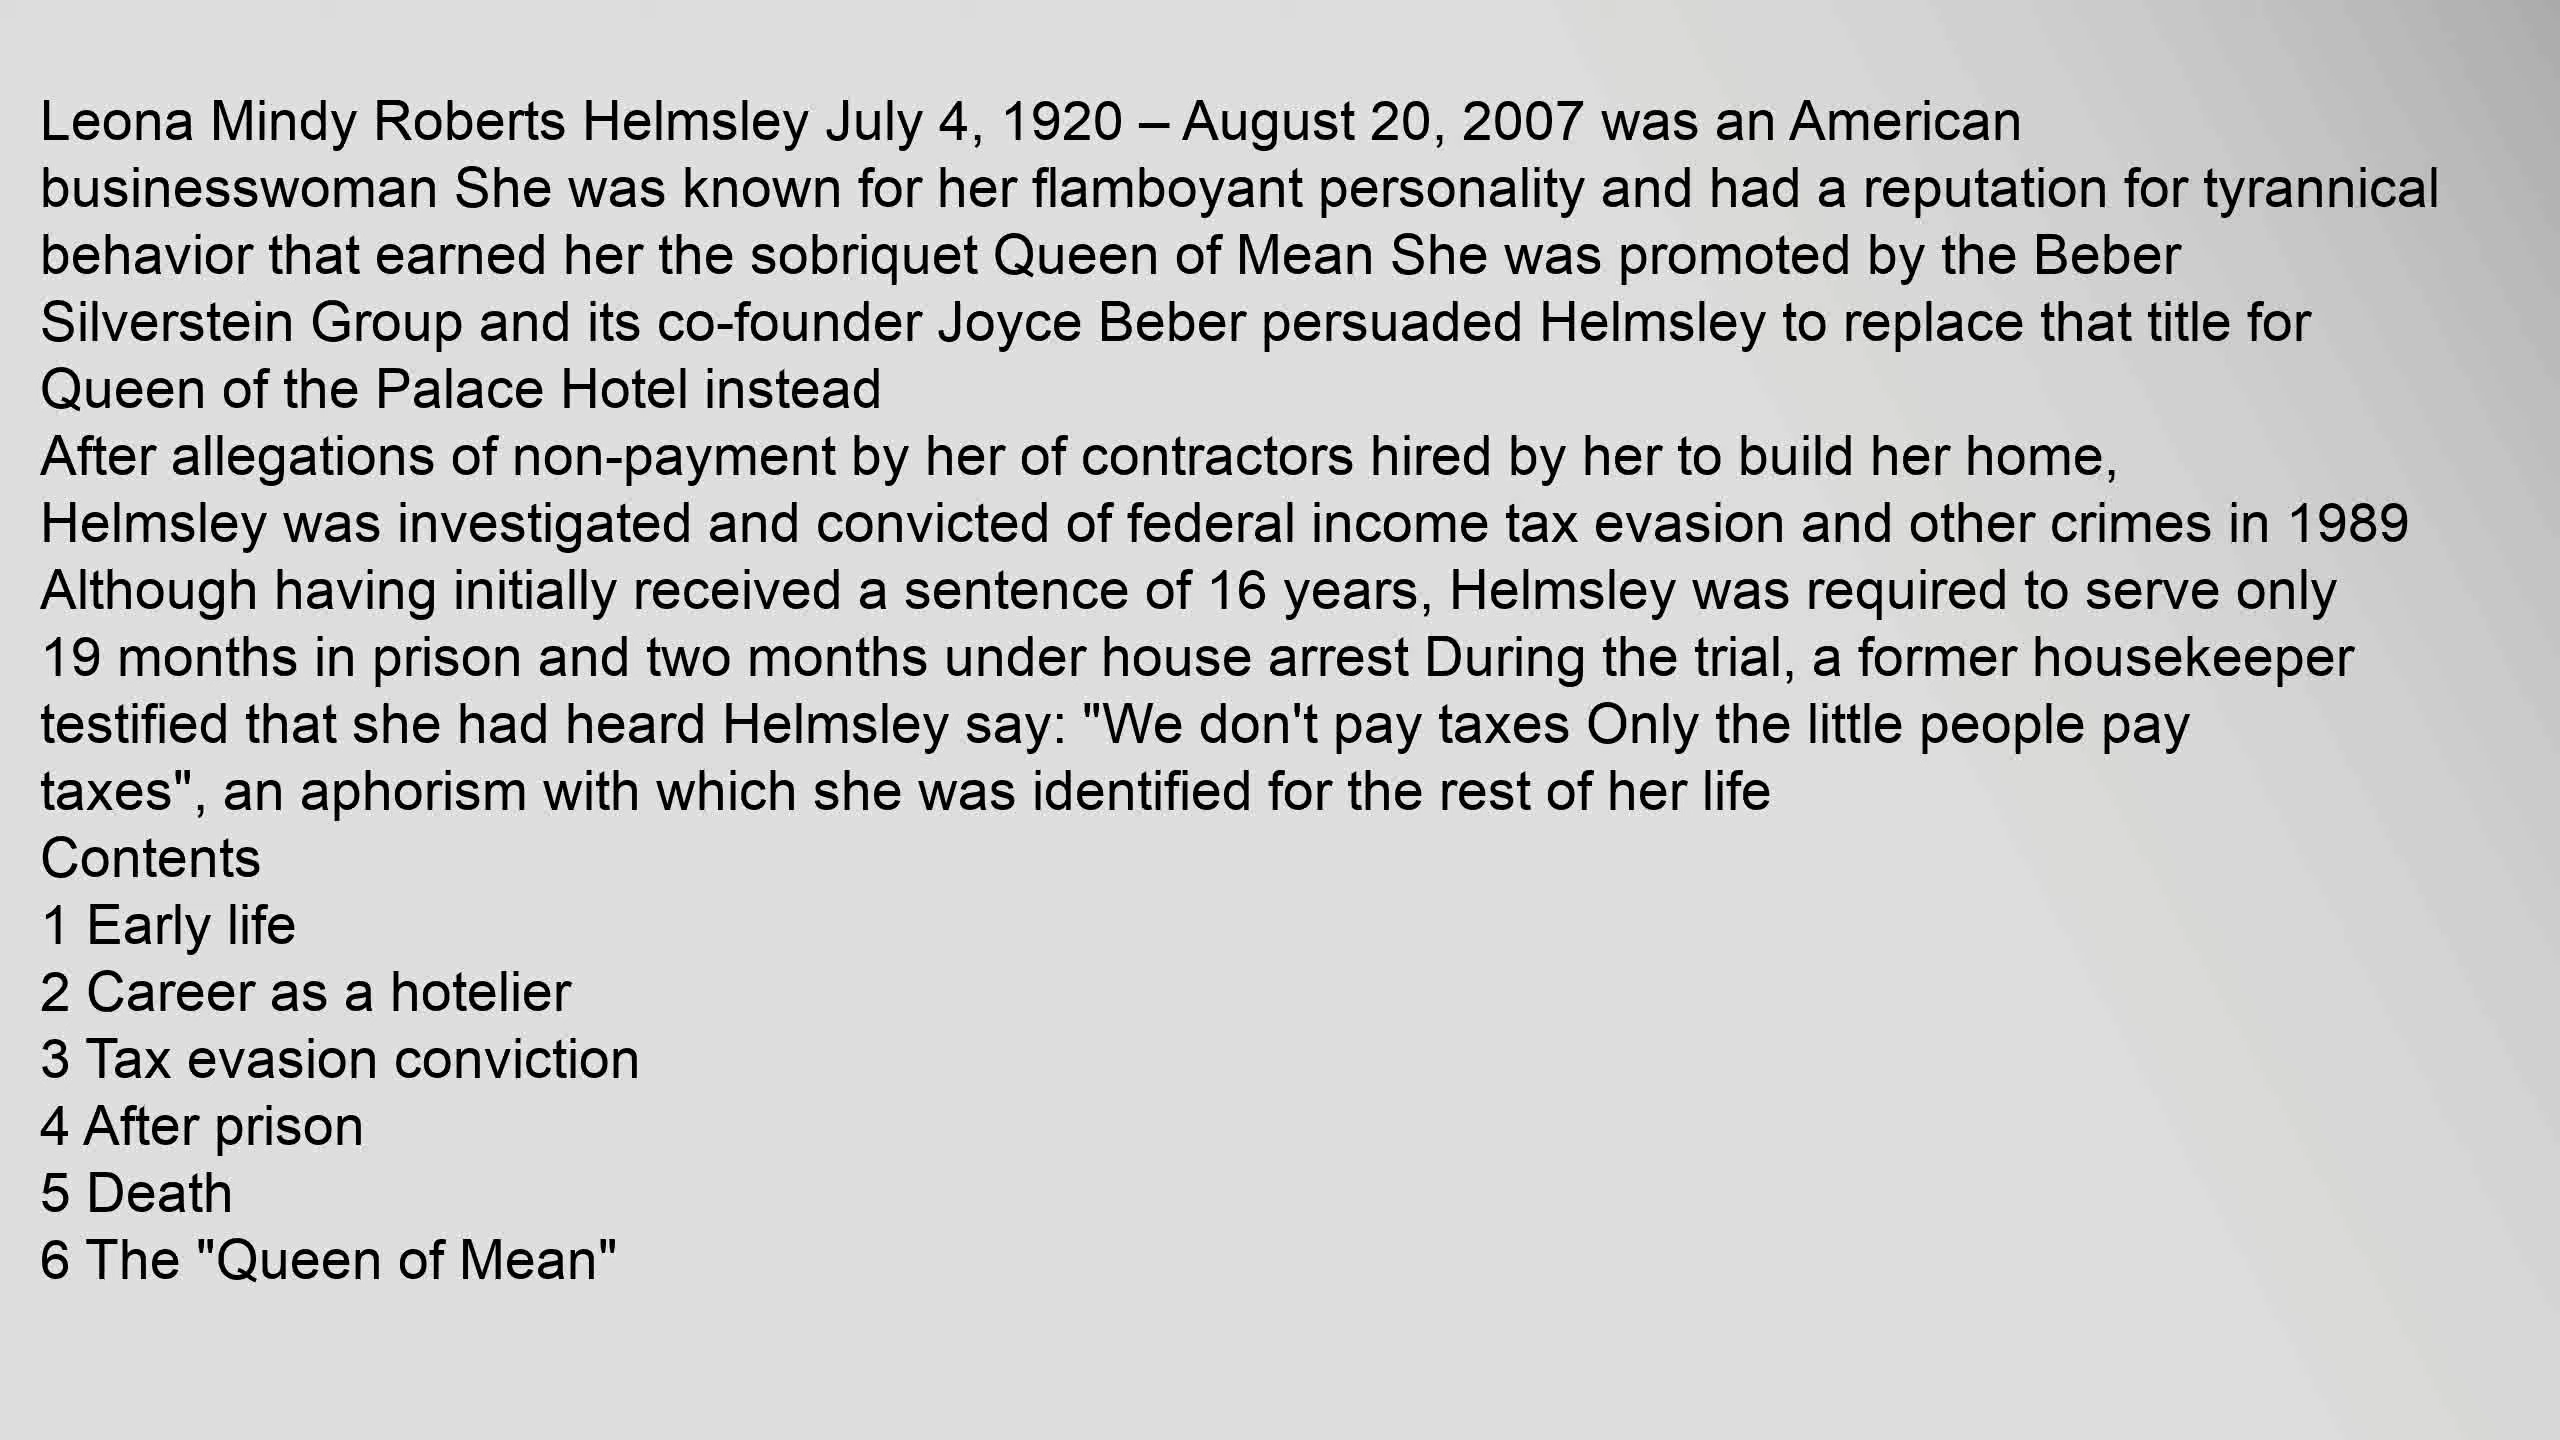 Leona Mindy Roberts Helmsley July 4, 1920 – August 20, 2007 was an American
businesswoman She was known for her flamboyant personality and had a reputation for tyrannical
behavior that earned her the sobriquet Queen of Mean She was promoted by the Beber
Silverstein Group and its co-founder Joyce Beber persuaded Helmsley to replace that title for
Queen of the Palace Hotel instead
After allegations of non-payment by her of contractors hired by her to build her home,
Helmsley was investigated and convicted of federal income tax evasion and other crimes in 1989
Although having initially received a sentence of 16 years, Helmsley was required to serve only
19 months in prison and two months under house arrest During the trial, a former housekeeper
testified that she had heard Helmsley say: "We don't pay taxes Only the little people pay
taxes", an aphorism with which she was identified for the rest of her life
Contents
1 Early life
2 Career as a hotelier
3 Tax evasion conviction
4 After prison
5 Death
6 The "Queen of Mean"